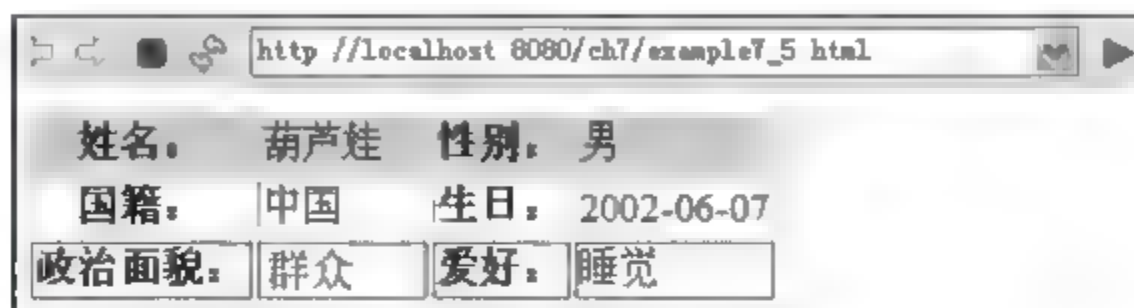 http //localhost 8080/ch7/example7_5 html
姓名： 葫芦娃 性别： 男
国籍： 中国 生日： 2002-06-07
政治面貌： 群众 爱好： 睡觉